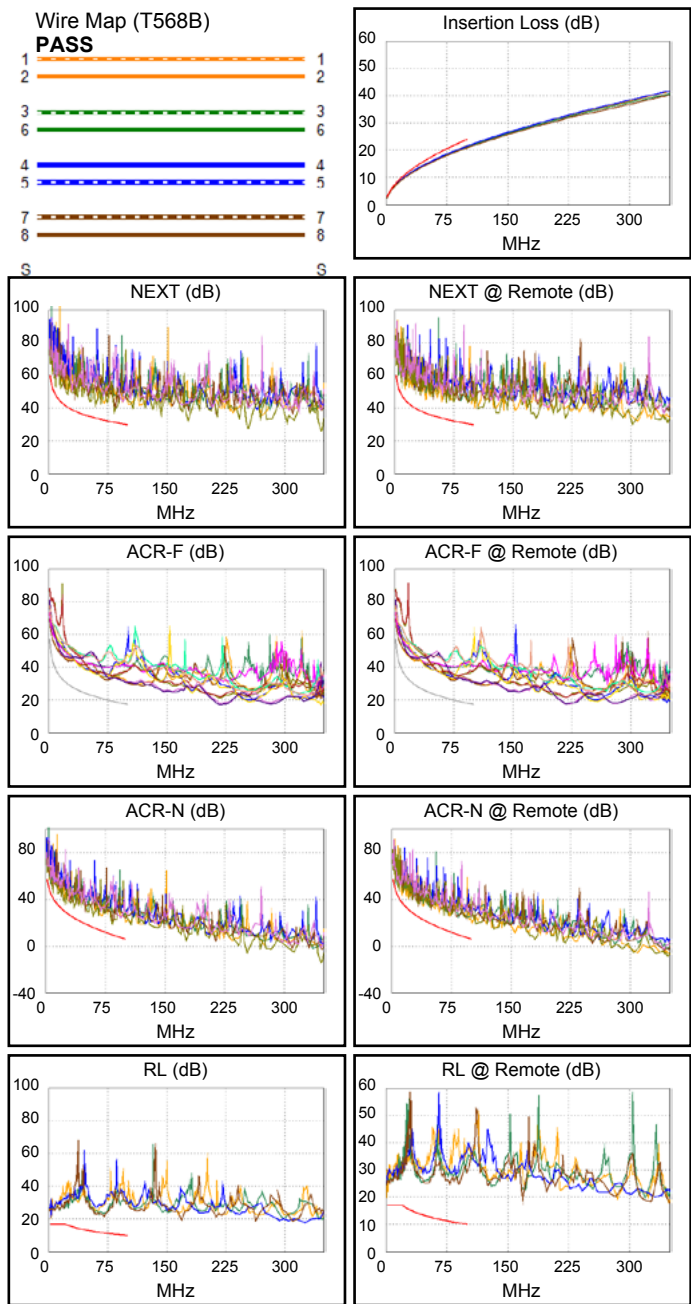 Wire Map (T568B)
PASS
1 1
2 2
3 3
6 6
4 4
5 5
7 7
8 8
S S
Insertion Loss (dB)
60
50
40
30
20
10
0
0 75 150 225 300
MHz
NEXT (dB)
100
80
60
40
20
0
0 75 150 225 300
MHz
NEXT @ Remote (dB)
100
80
60
40
20
0
0 75 150 225 300
MHz
ACR-F (dB)
100
80
60
40
20
0
0 75 150 225 300
MHz
ACR-F @ Remote (dB)
100
80
60
40
20
0
0 75 150 225 300
MHz
ACR-N (dB)
80
40
0
-40
0 75 150 225 300
MHz
ACR-N @ Remote (dB)
80
40
0
-40
0 75 150 225 300
MHz
RL (dB)
100
80
60
40
20
0
0 75 150 225 300
MHz
RL @ Remote (dB)
60
50
40
30
20
10
0
0 75 150 225 300
MHz